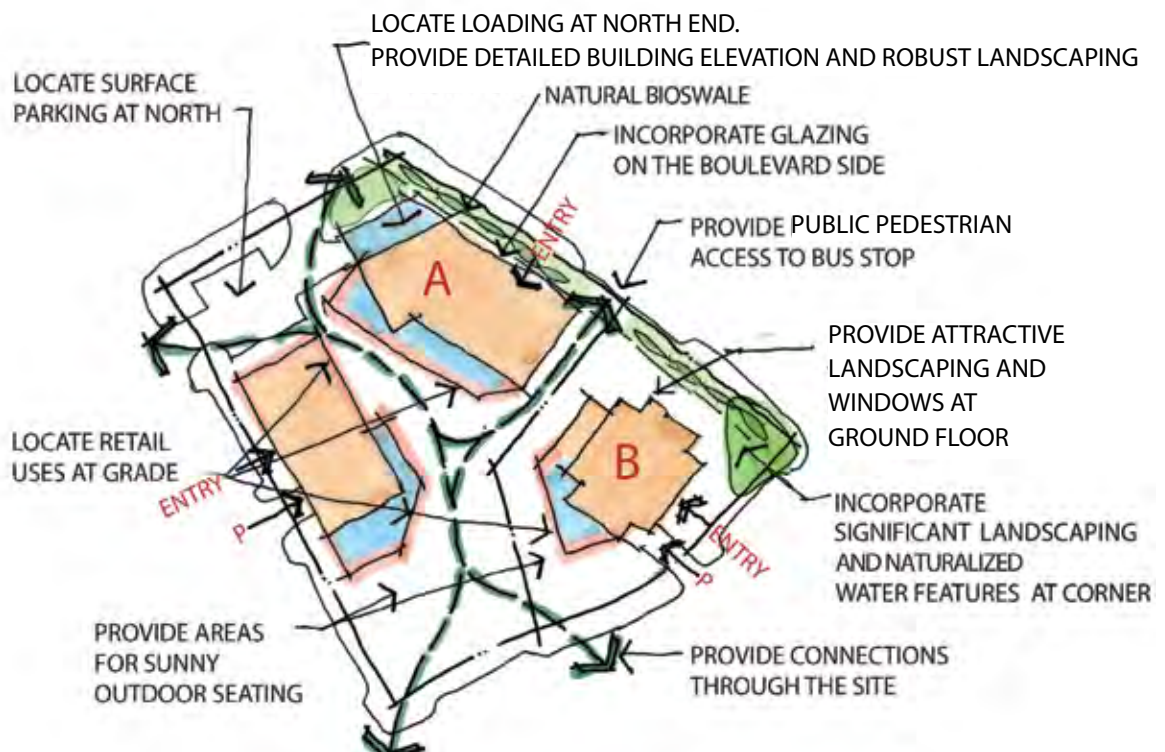 LOCATE LOADING AT NORTH END.
PROVIDE DETAILED BUILDING ELEVATION AND ROBUST LANDSCAPING
LOCATE SURFACE
PARKING AT NORTH
NATURAL BIOSWALE
INCORPORATE GLAZING
ON THE BOULEVARD SIDE
ENTRY
PROVIDE PUBLIC PEDESTRIAN
ACCESS TO BUS STOP
A
PROVIDE ATTRACTIVE
LANDSCAPING AND
WINDOWS AT
GROUND FLOOR
LOCATE RETAIL
USES AT GRADE
ENTRY
P
B
ENTRY
P
INCORPORATE
SIGNIFICANT LANDSCAPING
AND NATURALIZED
WATER FEATURES AT CORNER
PROVIDE AREAS
FOR SUNNY
OUTDOOR SEATING
PROVIDE CONNECTIONS
THROUGH THE SITE